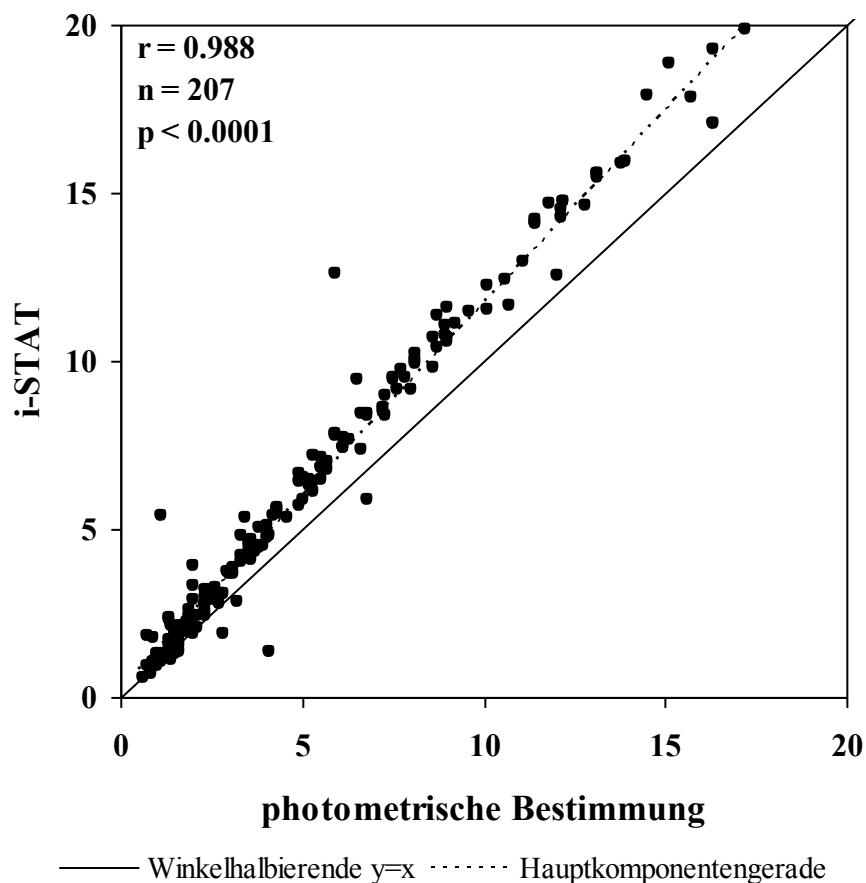 20
r = 0.988
n = 207
p < 0.0001
15
10
i-STAT
5
0
0 5 10 15 20
photometrische Bestimmung
Winkelhalbierende y=x Hauptkomponentengerade